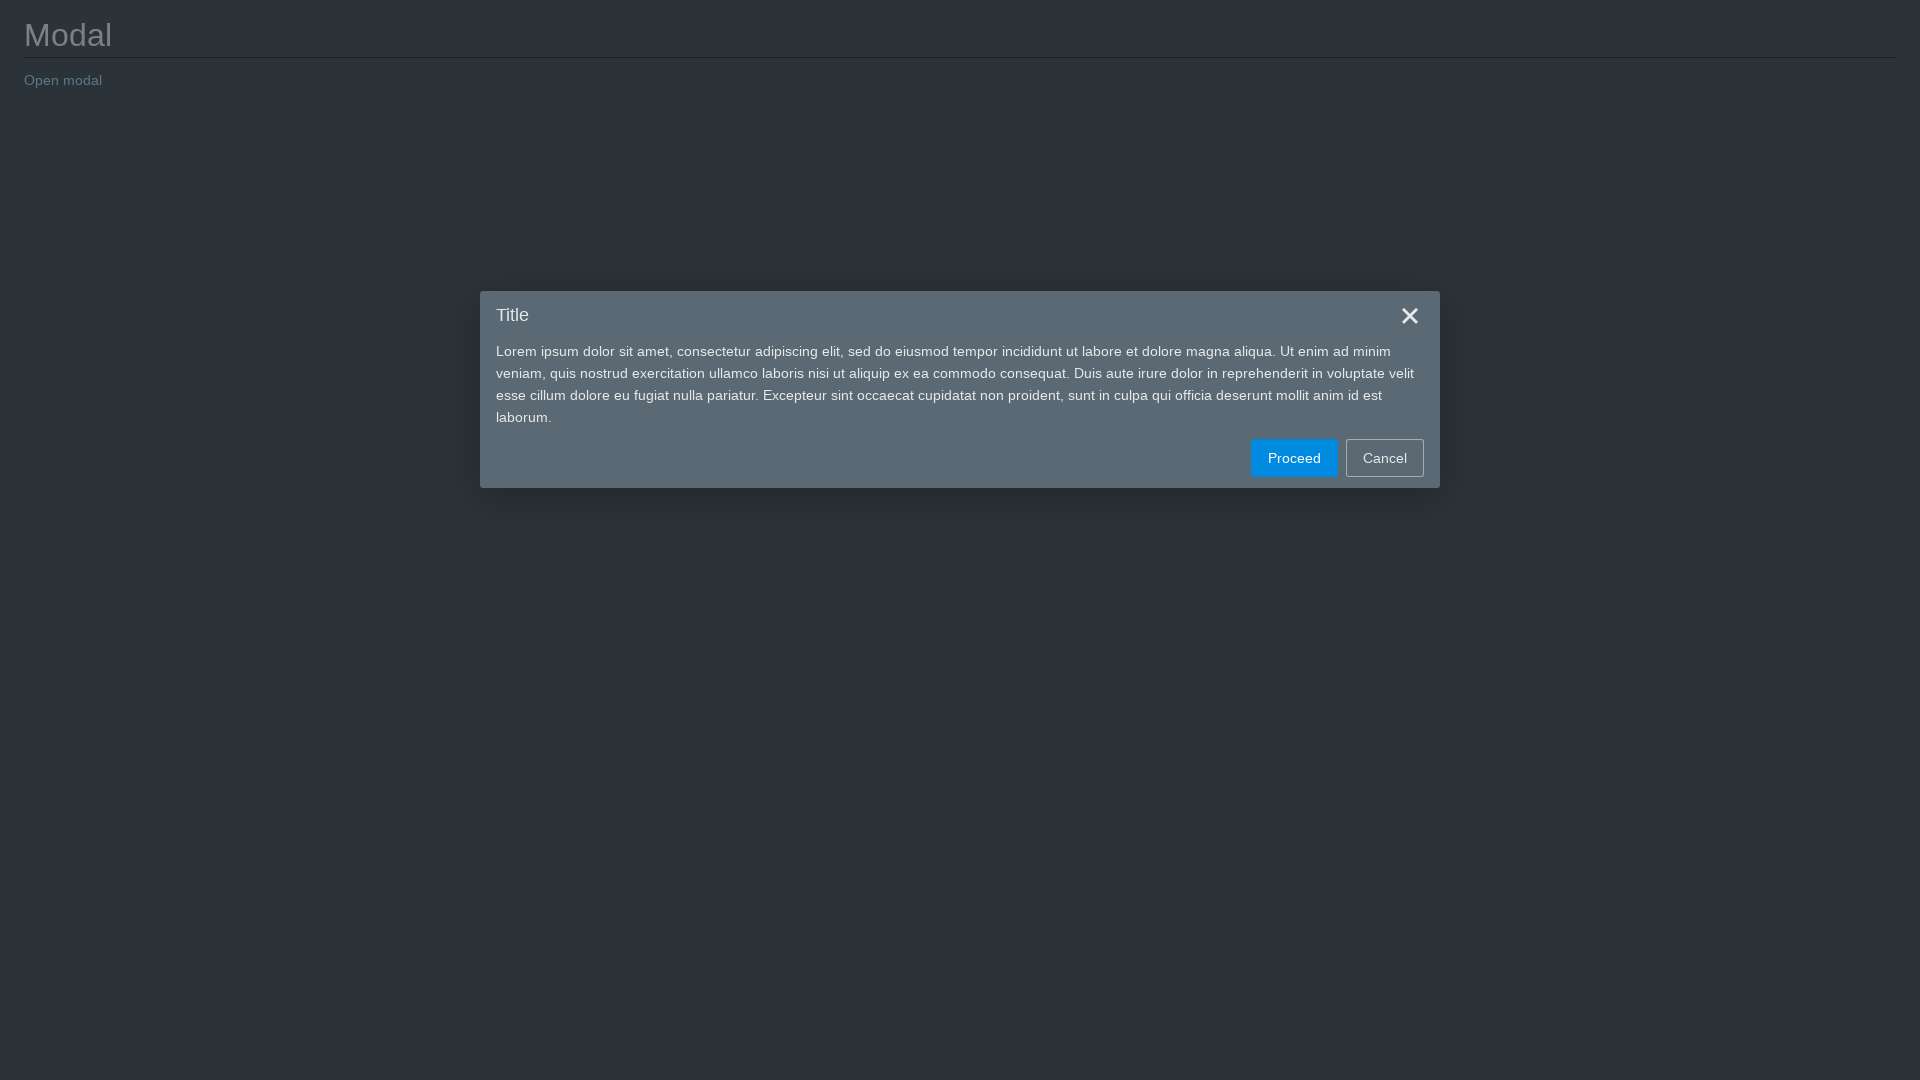 Modal
Open modal
Title
Lorem ipsum dolor sit amet, consectetur adipiscing elit, sed do eiusmod tempor incididunt ut labore et dolore magna aliqua. Ut enim ad minim
veniam, quis nostrud exercitation ullamco laboris nisi ut aliquip ex ea commodo consequat. Duis aute irure dolor in reprehenderit in voluptate velit
esse cillum dolore eu fugiat nulla pariatur. Excepteur sint occaecat cupidatat non proident, sunt in culpa qui officia deserunt mollit anim id est
laborum.
Proceed
Cancel